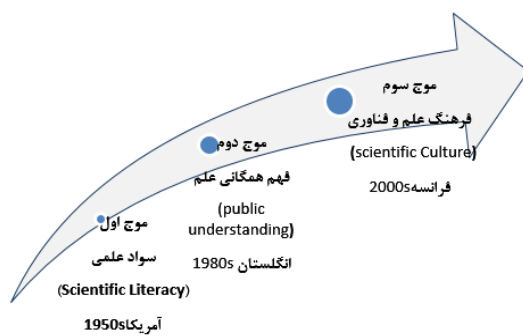 موج سوم
فرهنگ علم و فناوری
(scientific Culture)
فرانسه2000s
موج دوم
فهم همگانی علم
(public
understanding)
انگلستان 1980s
موج اول
سواد علمی
(Scientific Literacy)
آمریکا1950s